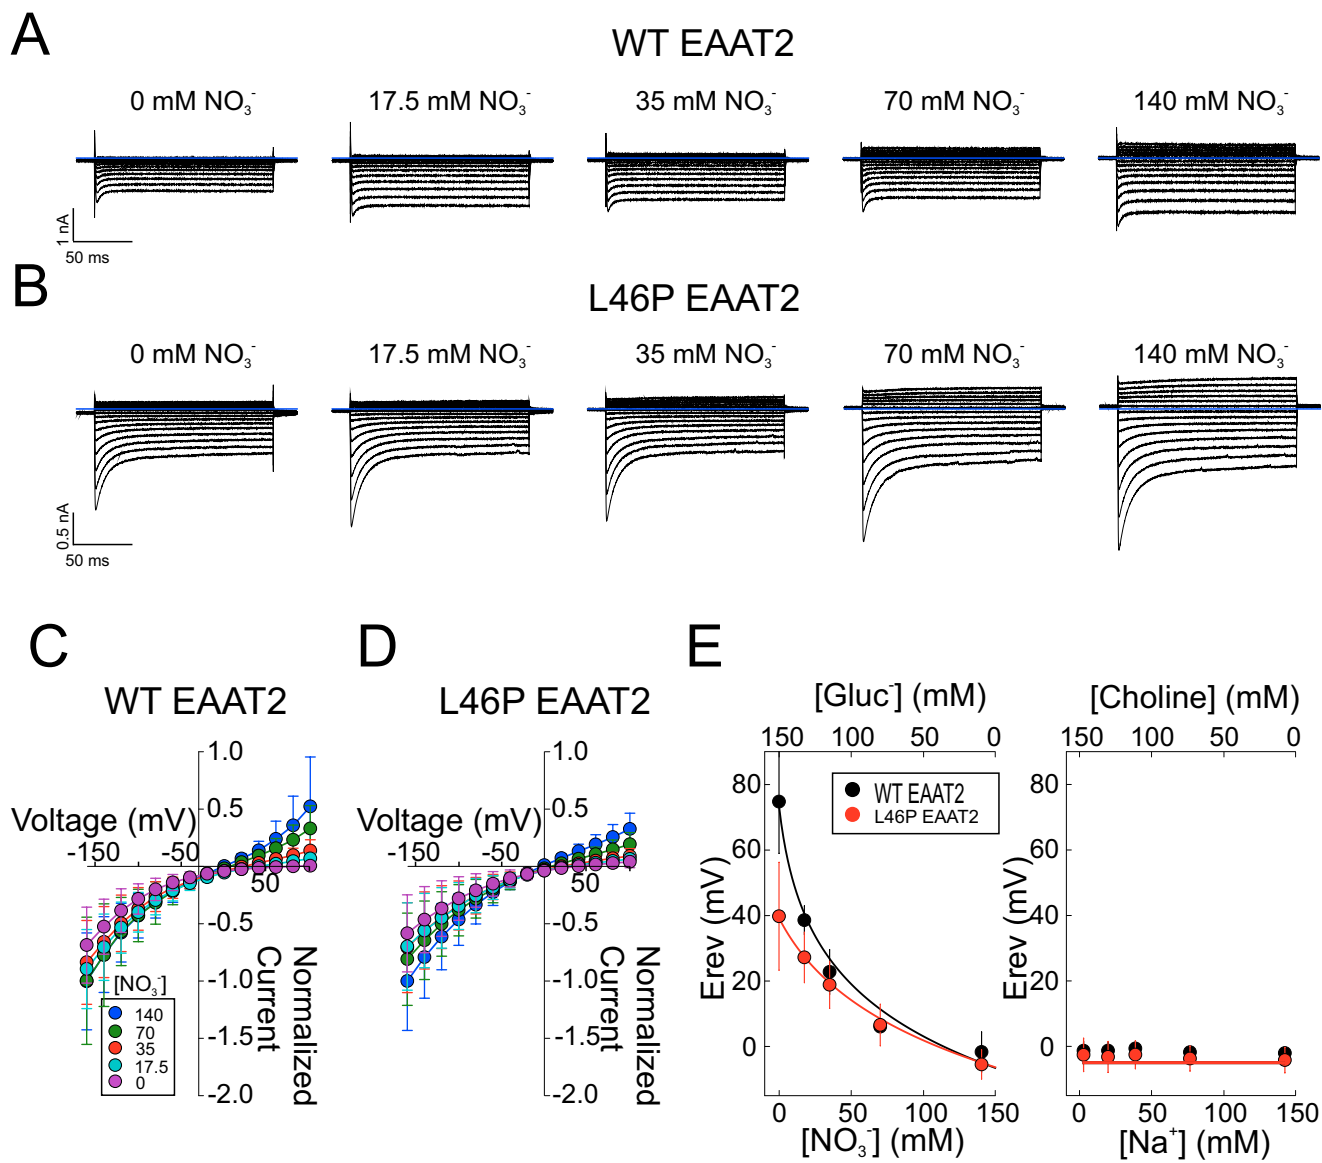 A
WT EAAT2
0 mM NO₃⁻
17.5 mM NO₃⁻
35 mM NO₃⁻
70 mM NO₃⁻
140 mM NO₃⁻
1 nA
50 ms
B
L46P EAAT2
0 mM NO₃⁻
17.5 mM NO₃⁻
35 mM NO₃⁻
70 mM NO₃⁻
140 mM NO₃⁻
0.5 nA
50 ms
C
WT EAAT2
1.0
0.5
Voltage (mV)
-150
-50
50
-0.5
-1.0
-1.5
-2.0
Normalized
Current
[NO₃⁻]
140
70
35
17.5
0
D
L46P EAAT2
1.0
0.5
Voltage (mV)
-150
-50
50
-0.5
-1.0
-1.5
-2.0
Normalized
Current
E
[Gluc⁻] (mM)
150 100 50 0
80
60
40
20
0
Erev (mV)
WT EAAT2
L46P EAAT2
0 50 100 150
[NO₃⁻] (mM)
[Choline] (mM)
150 100 50 0
80
60
40
20
0
Erev (mV)
0 50 100 150
[Na⁺] (mM)